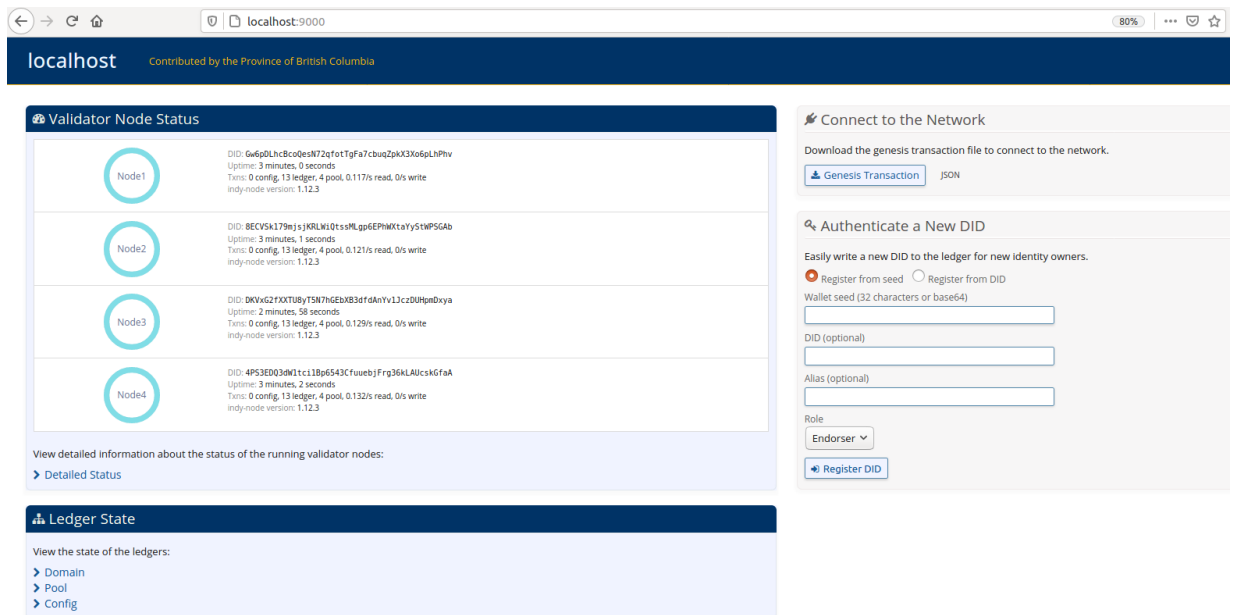 localhost:9000
80%
localhost
Contributed by the Province of British Columbia
Validator Node Status
Node1
DID: Gw6pDLhcBcoQesN72qfotTgFa7cbuqZpkX3Xo6pLhPhv
Uptime: 3 minutes, 0 seconds
Txns: 0 config, 13 ledger, 4 pool, 0.117/s read, 0/s write
indy-node version: 1.12.3
Node2
DID: 8ECVSk179mjsjKRLWiQtssMLgp6EPhWXtaYyStWPSGAb
Uptime: 3 minutes, 1 seconds
Txns: 0 config, 13 ledger, 4 pool, 0.121/s read, 0/s write
indy-node version: 1.12.3
Node3
DID: DKVxG2fXXTU8yT5N7hGEbXB3dfdAnYv1JczDUHpmDxya
Uptime: 2 minutes, 58 seconds
Txns: 0 config, 13 ledger, 4 pool, 0.129/s read, 0/s write
indy-node version: 1.12.3
Node4
DID: 4PS3EDQ3dW1tci1Bp6543CfuuebjFrg36kLAUcskGfaA
Uptime: 3 minutes, 2 seconds
Txns: 0 config, 13 ledger, 4 pool, 0.132/s read, 0/s write
indy-node version: 1.12.3
View detailed information about the status of the running validator nodes:
Detailed Status
Ledger State
View the state of the ledgers:
Domain
Pool
Config
Connect to the Network
Download the genesis transaction file to connect to the network.
Genesis Transaction JSON
Authenticate a New DID
Easily write a new DID to the ledger for new identity owners.
Register from seed Register from DID
Wallet seed (32 characters or base64)
DID (optional)
Alias (optional)
Role
Endorser
Register DID